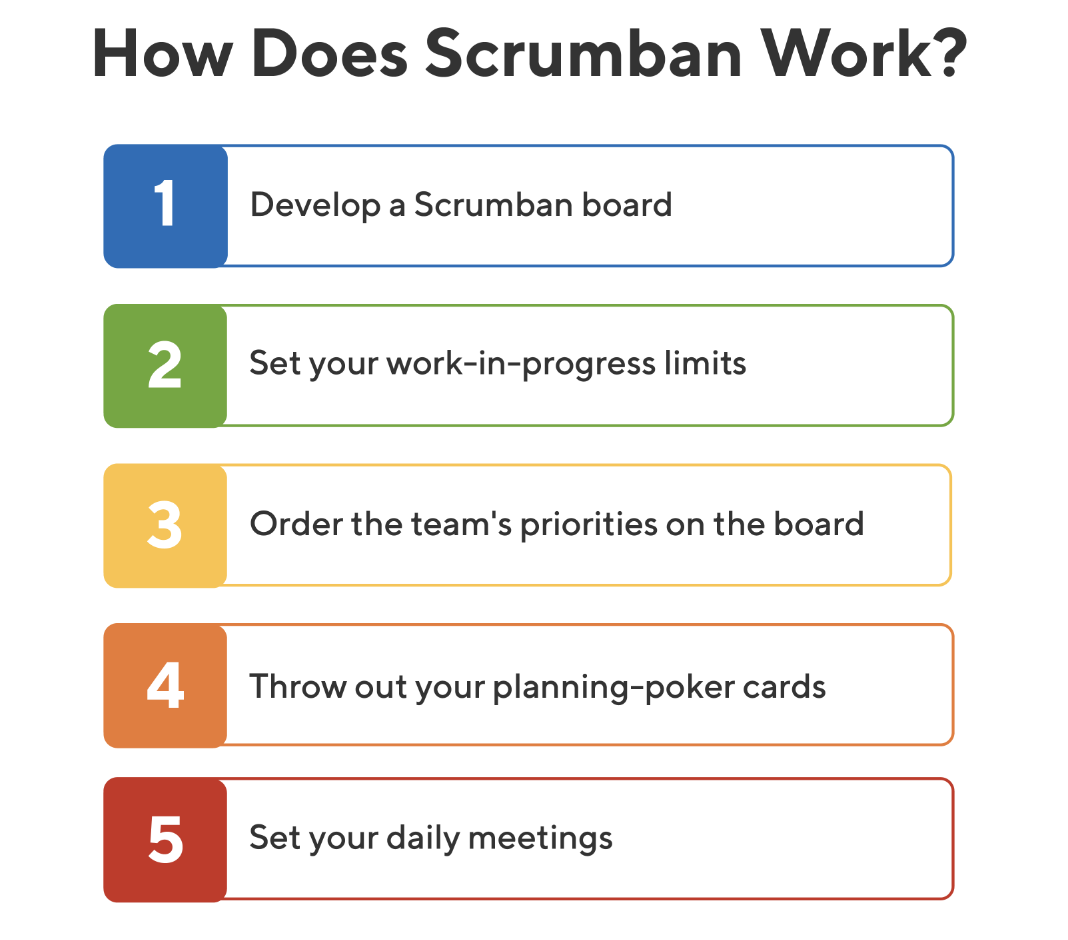 How Does Scrumban Work?
1
Develop a Scrumban board
2
Set your work-in-progress limits
3
Order the team's priorities on the board
4
Throw out your planning-poker cards
5
Set your daily meetings